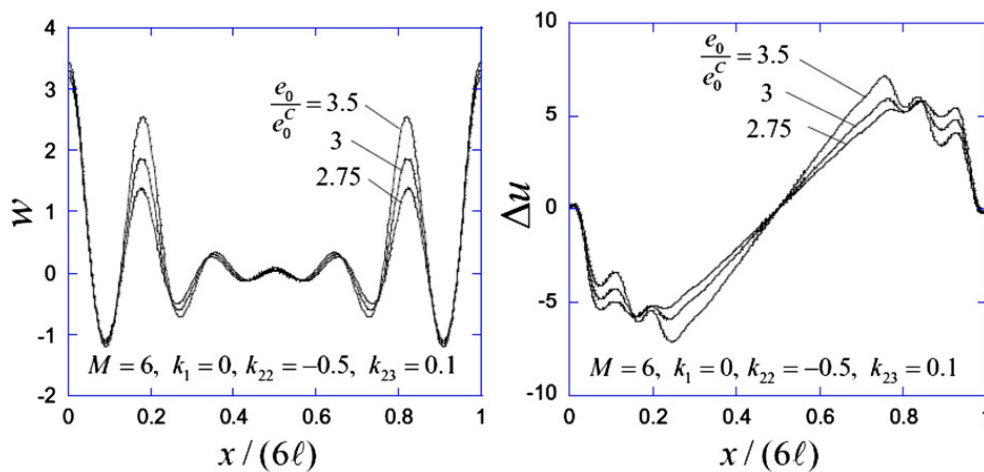 4
3
2
1
0
-1
-2
w
e₀/e₀ᶜ = 3.5
3
2.75
M = 6, k₁ = 0, k₂₂ = −0.5, k₂₃ = 0.1
0 0.2 0.4 0.6 0.8 1
x / (6ℓ)
10
5
0
-5
-10
Δu
e₀/e₀ᶜ = 3.5
3
2.75
M = 6, k₁ = 0, k₂₂ = −0.5, k₂₃ = 0.1
0 0.2 0.4 0.6 0.8 1
x / (6ℓ)